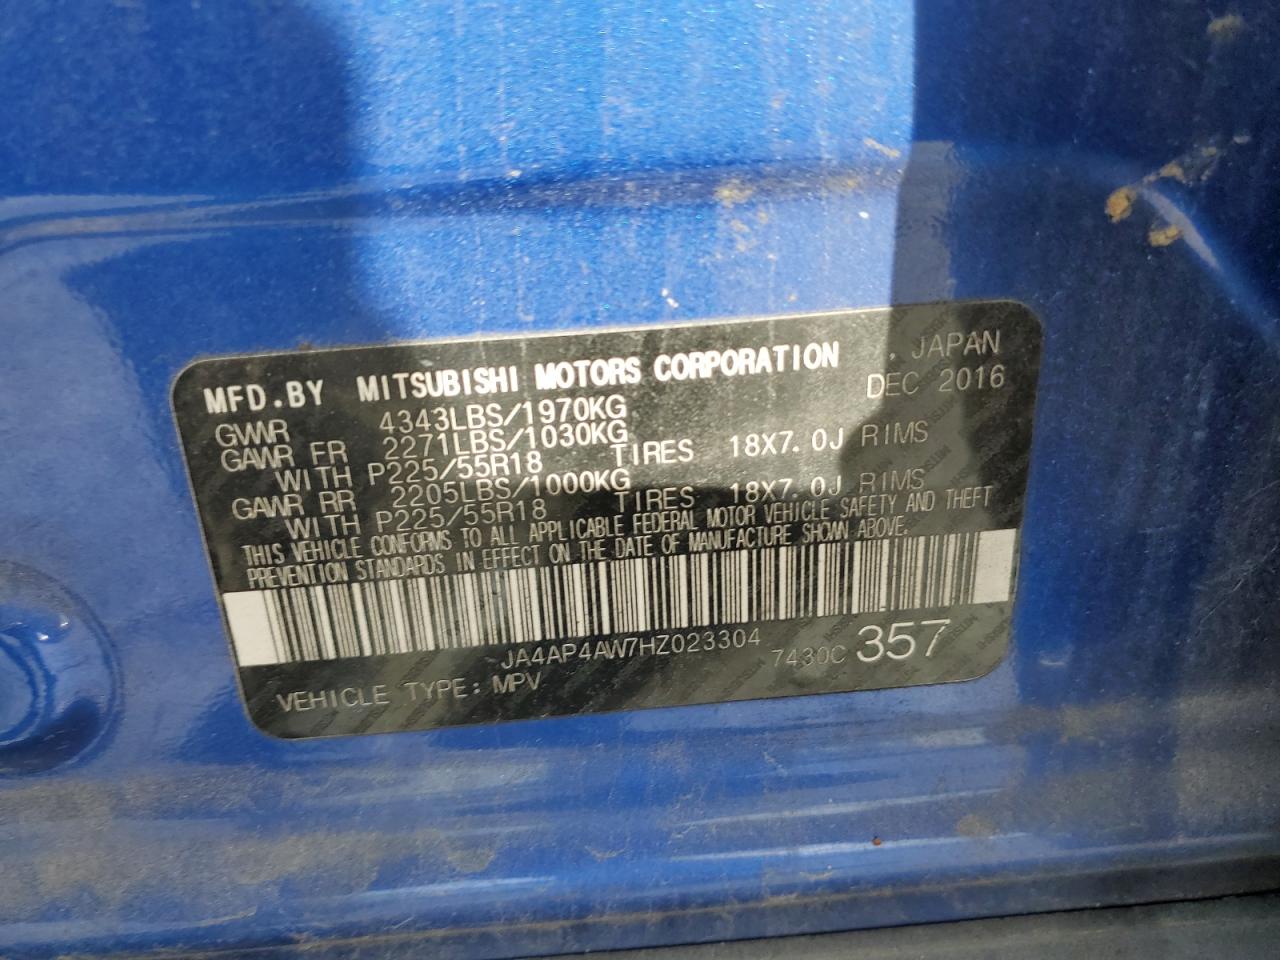 MFD.BY MITSUBISHI MOTORS CORPORATION , JAPAN
GVWR 4343LBS/1970KG DEC 2016
GAWR FR 2271LBS/1030KG
WITH P225/55R18 TIRES 18X7.0J RIMS
GAWR RR 2205LBS/1000KG
WITH P225/55R18 TIRES 18X7.0J RIMS
THIS VEHICLE CONFORMS TO ALL APPLICABLE FEDERAL MOTOR VEHICLE SAFETY AND THEFT
PREVENTION STANDARDS IN EFFECT ON THE DATE OF MANUFACTURE SHOWN ABOVE.
JA4AP4AW7HZ023304 7430C 357
VEHICLE TYPE: MPV